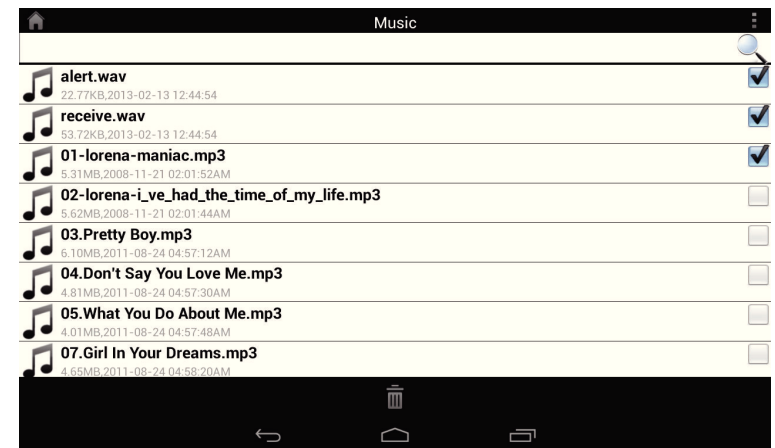 Music
alert.wav
22.77KB,2013-02-13 12:44:54
receive.wav
53.72KB,2013-02-13 12:44:54
01-lorena-maniac.mp3
5.31MB,2008-11-21 02:01:52AM
02-lorena-i_ve_had_the_time_of_my_life.mp3
5.62MB,2008-11-21 02:01:44AM
03.Pretty Boy.mp3
6.10MB,2011-08-24 04:57:12AM
04.Don't Say You Love Me.mp3
4.81MB,2011-08-24 04:57:30AM
05.What You Do About Me.mp3
4.01MB,2011-08-24 04:57:48AM
07.Girl In Your Dreams.mp3
4.65MB,2011-08-24 04:58:20AM